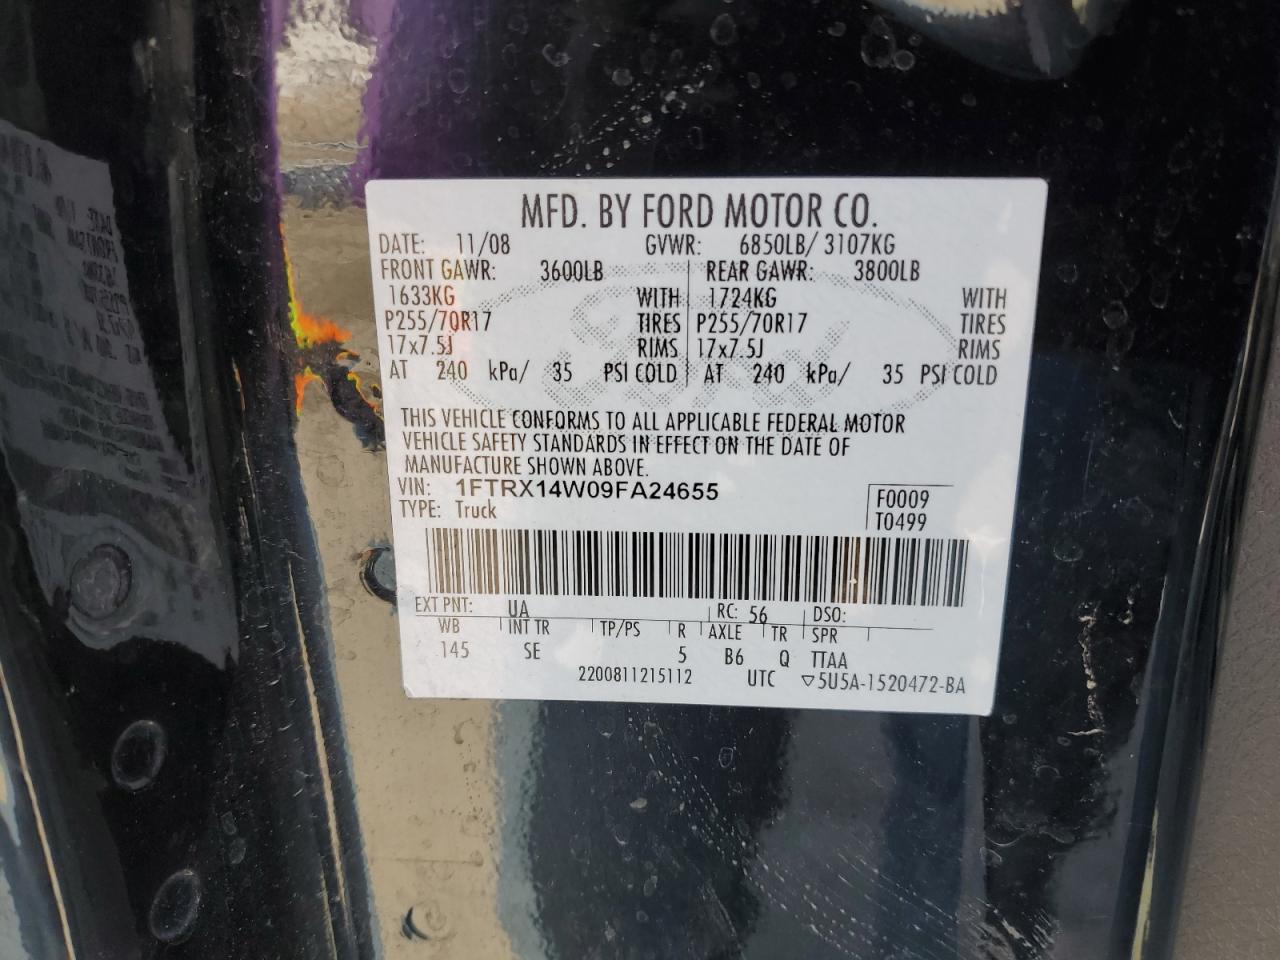 MFD. BY FORD MOTOR CO.
DATE: 11/08 GVWR: 6850LB/ 3107KG
FRONT GAWR: 3600LB REAR GAWR: 3800LB
1633KG WITH 1724KG WITH
P255/70R17 TIRES P255/70R17 TIRES
17x7.5J RIMS 17x7.5J RIMS
AT 240 kPa/ 35 PSI COLD AT 240 kPa/ 35 PSI COLD
THIS VEHICLE CONFORMS TO ALL APPLICABLE FEDERAL MOTOR
VEHICLE SAFETY STANDARDS IN EFFECT ON THE DATE OF
MANUFACTURE SHOWN ABOVE.
VIN: 1FTRX14W09FA24655 F0009
TYPE: Truck T0499
EXT PNT: UA RC: 56 DSO:
WB INT TR TP/PS R AXLE TR SPR
145 SE 5 B6 Q TTAA
2200811215112 UTC ▽5U5A-1520472-BA